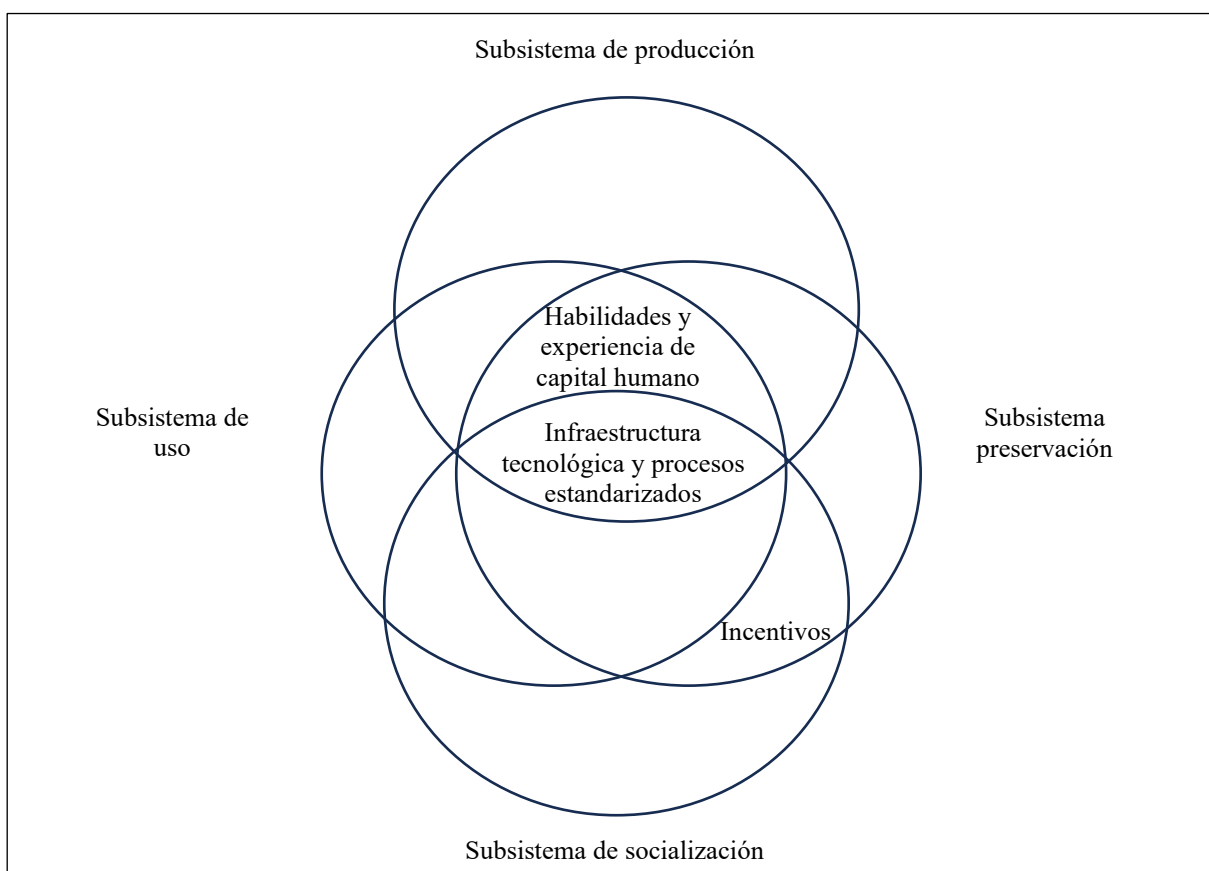 Subsistema de producción
Habilidades y
experiencia de
capital humano
Subsistema de
uso
Subsistema
preservación
Infraestructura
tecnológica y procesos
estandarizados
Incentivos
Subsistema de socialización